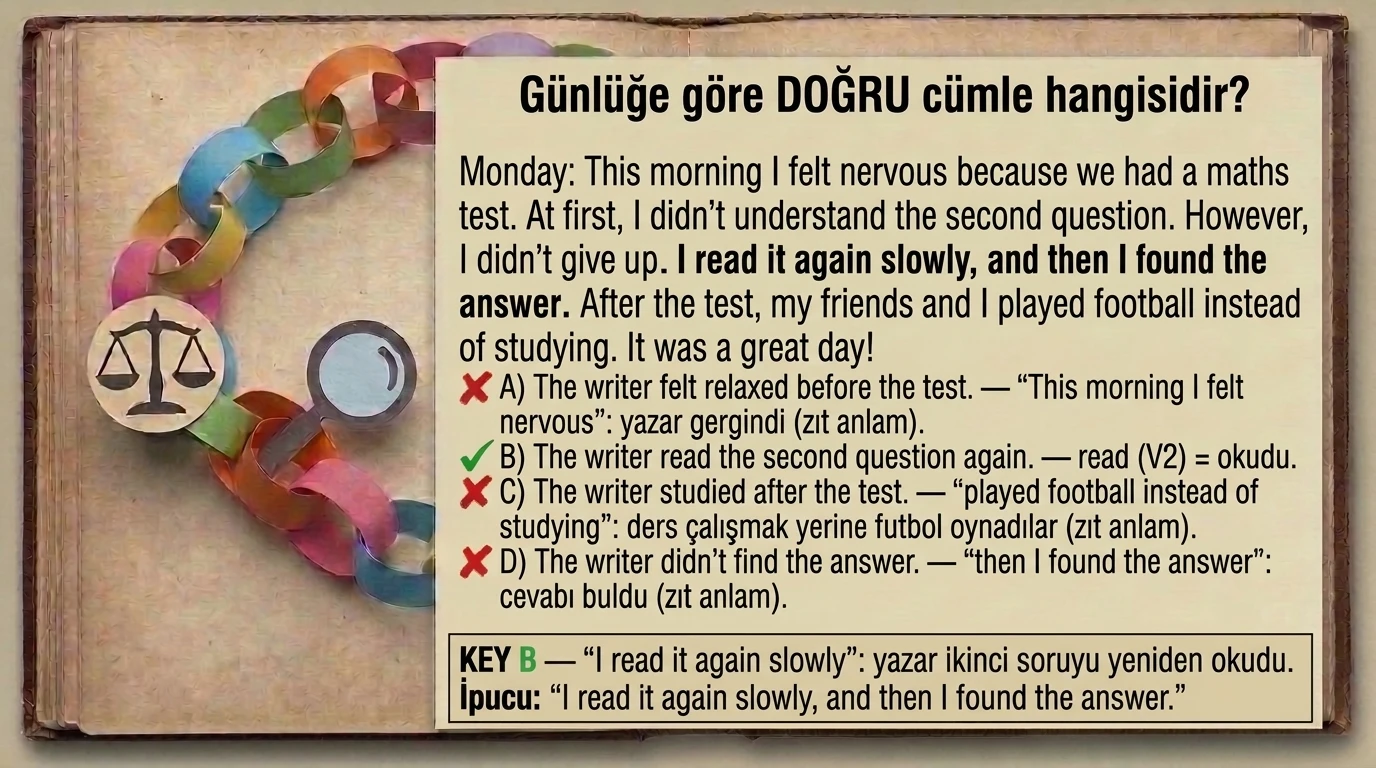 Günlüğe göre DOĞRU cümle hangisidir?
Monday: This morning I felt nervous because we had a maths
test. At first, I didn’t understand the second question. However,
I didn’t give up. I read it again slowly, and then I found the
answer. After the test, my friends and I played football instead
of studying. It was a great day!
❌ A) The writer felt relaxed before the test. — “This morning I felt
nervous”: yazar gergindi (zıt anlam).
✓ B) The writer read the second question again. — read (V2) = okudu.
❌ C) The writer studied after the test. — “played football instead of
studying”: ders çalışmak yerine futbol oynadılar (zıt anlam).
❌ D) The writer didn’t find the answer. — “then I found the answer”:
cevabı buldu (zıt anlam).
KEY B — “I read it again slowly”: yazar ikinci soruyu yeniden okudu.
İpucu: “I read it again slowly, and then I found the answer.”